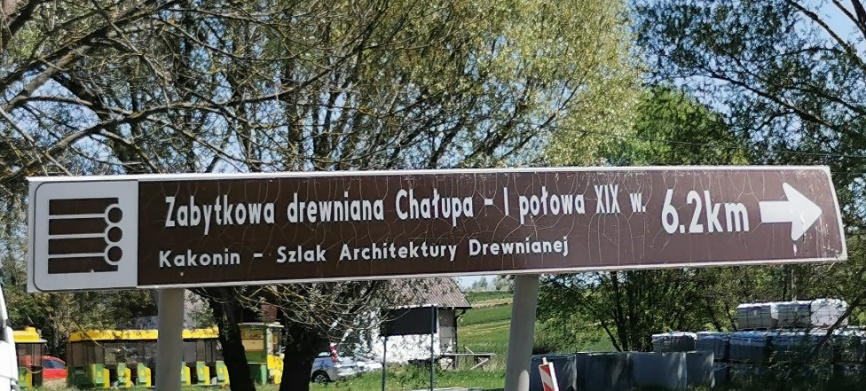 Zabytkowa drewniana Chałupa - I połowa XIX w. 6.2km
Kakonin - Szlak Architektury Drewnianej